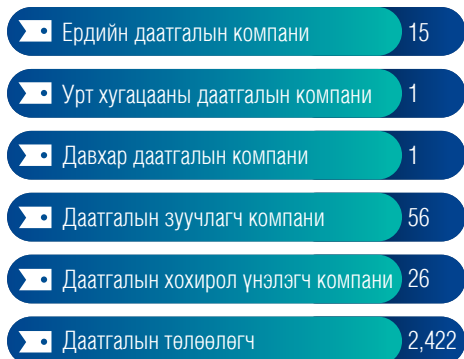 Ердийн даатгалын компани 15
Урт хугацааны даатгалын компани 1
Давхар даатгалын компани 1
Даатгалын зуучлагч компани 56
Даатгалын хохирол үнэлэгч компани 26
Даатгалын төлөөлөгч 2,422